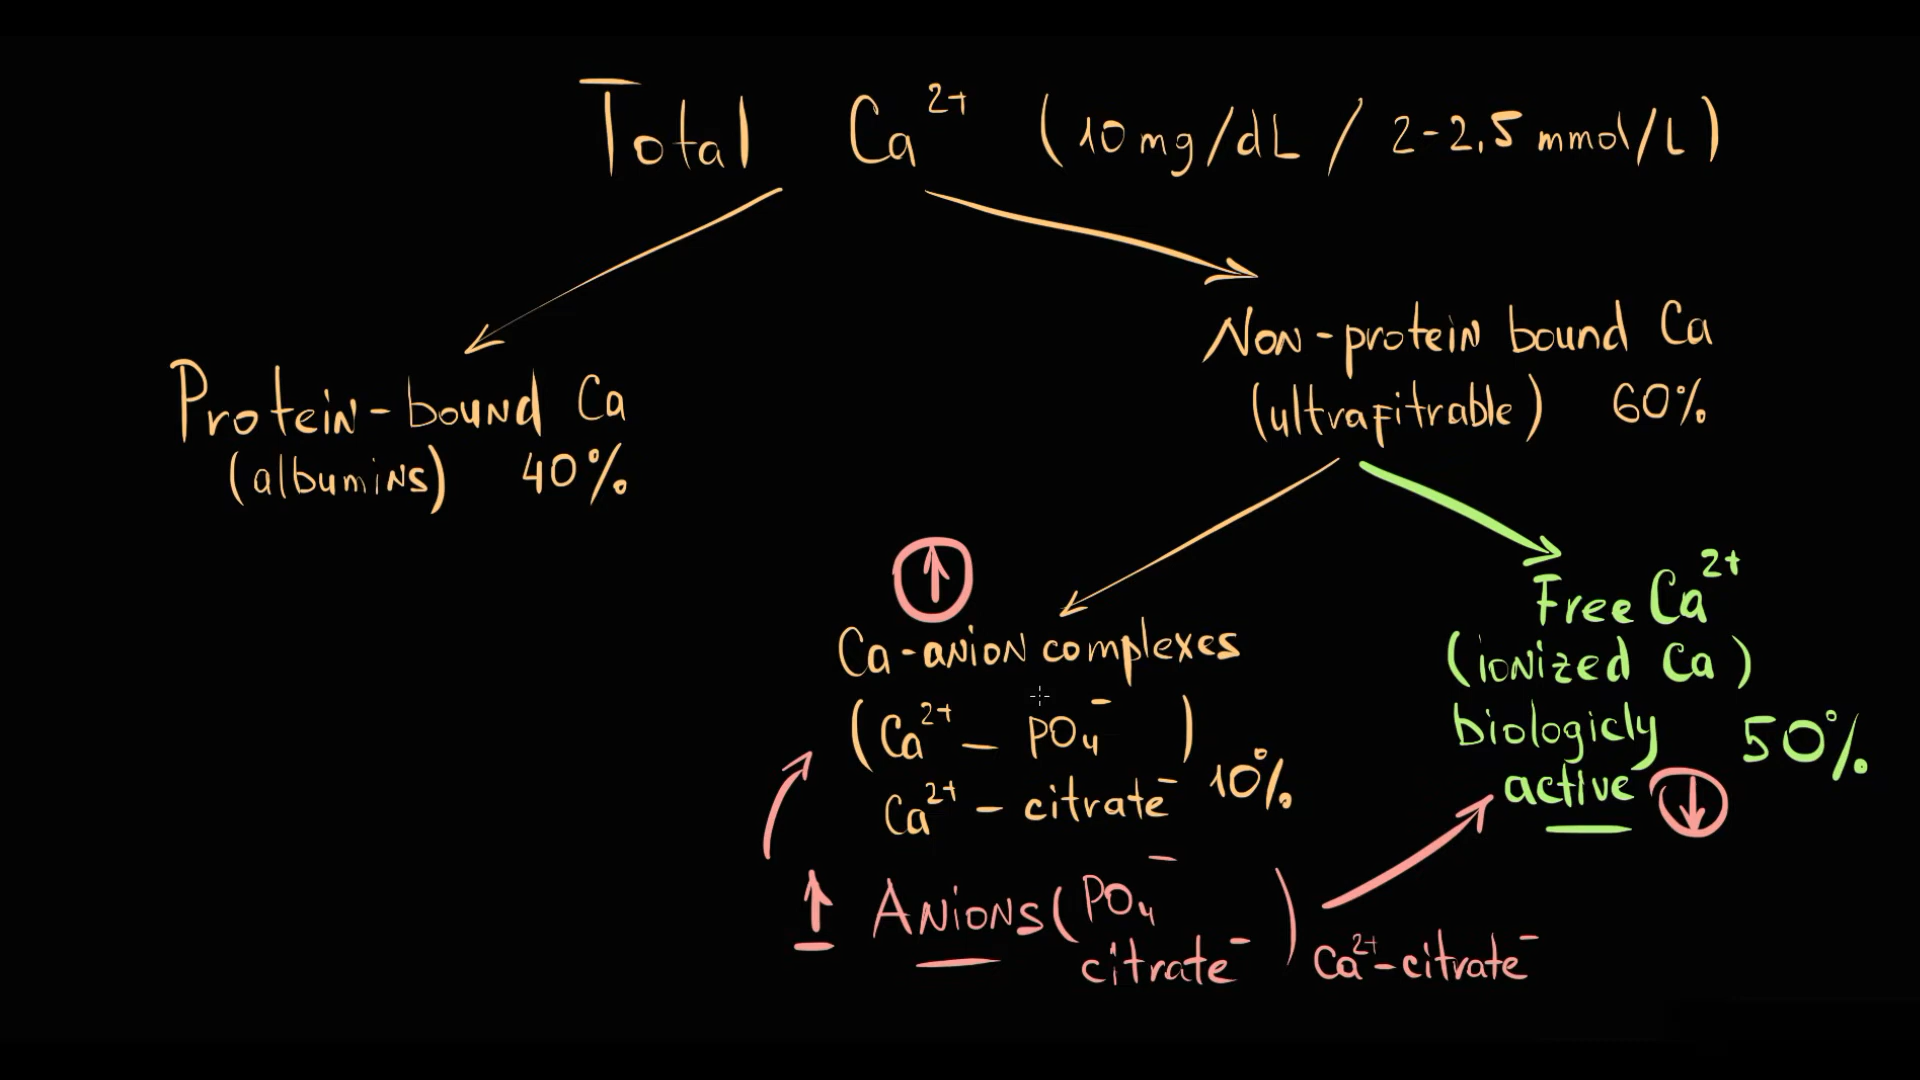 Total Ca²⁺ (10 mg/dL / 2-2,5 mmol/L)
Protein-bound Ca
(albumins) 40%
Non-protein bound Ca
(ultrafitrable) 60%
↑
Ca-anion complexes
(Ca²⁺ - PO₄⁻)
Ca²⁺ - citrate⁻ 10%
Free Ca²⁺
(ionized Ca)
biologicly 50%
active ↓
↑ Anions (PO₄⁻
citrate⁻) Ca²⁺-citrate⁻